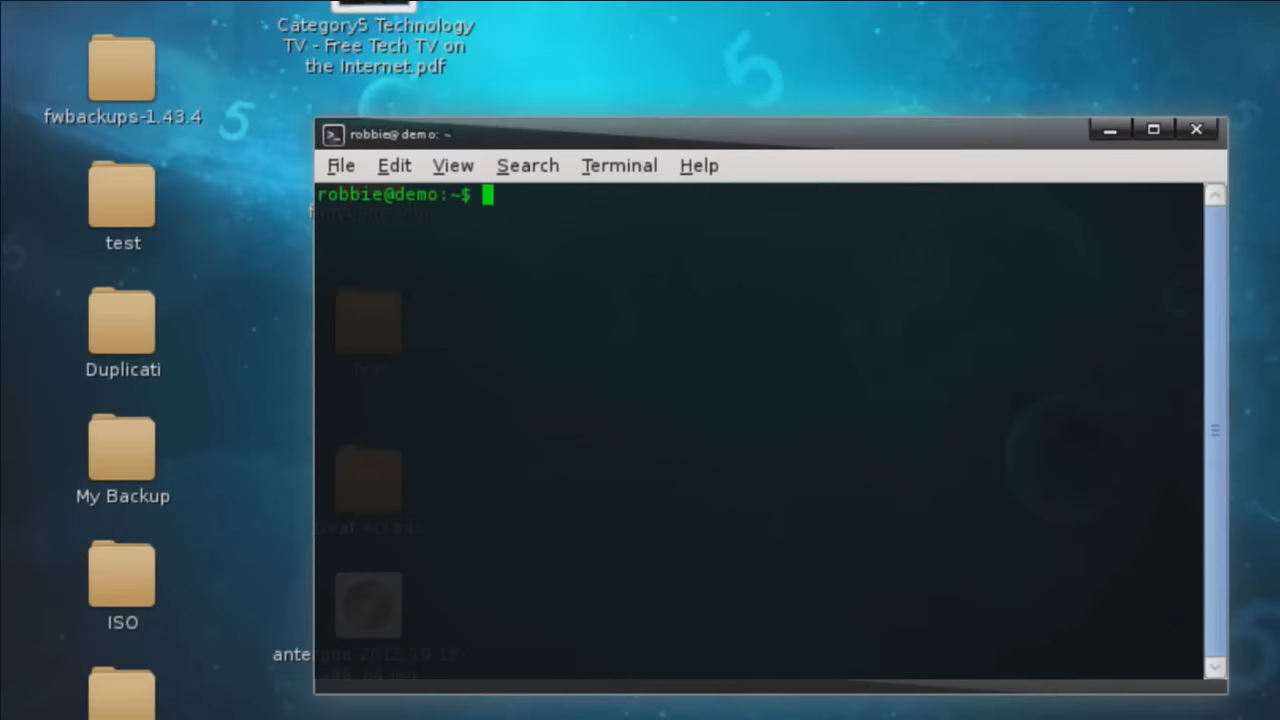 Category5 Technology
TV - Free Tech TV on
the Internet.pdf
fwbackups-1.43.4
test
Duplicati
My Backup
ISO
robbie@demo: ~
File Edit View Search Terminal Help
robbie@demo:~$
5